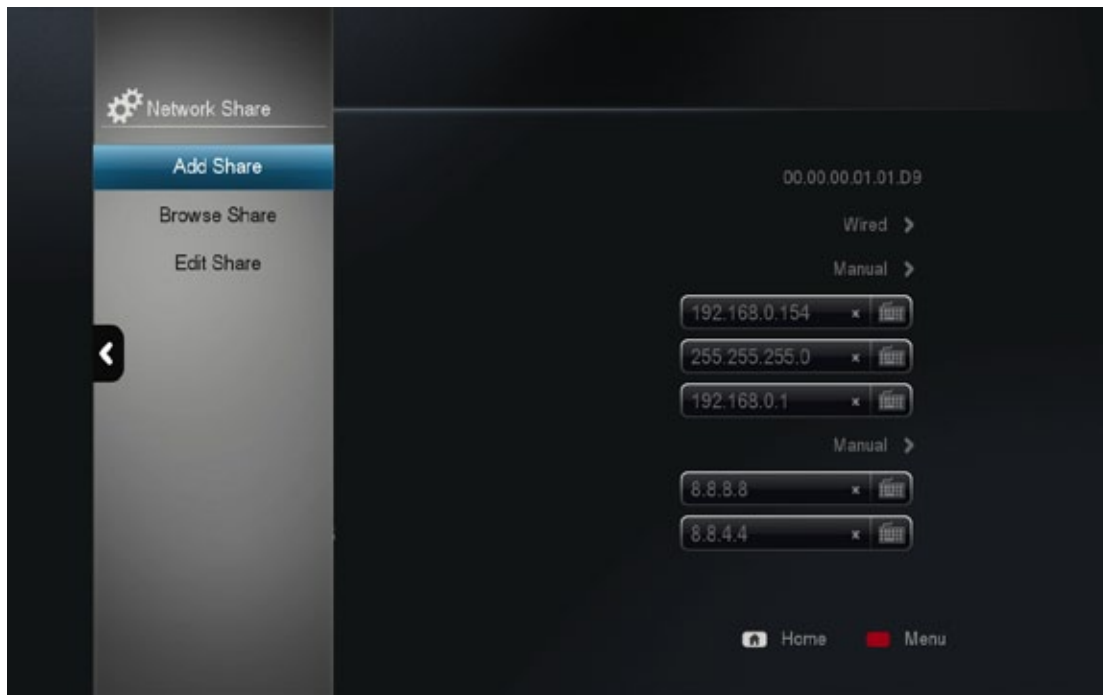 Network Share
Add Share
Browse Share
Edit Share
00.00.00.01.01.D9
Wired
Manual
192.168.0.154
255.255.255.0
192.168.0.1
Manual
8.8.8.8
8.8.4.4
Home
Menu